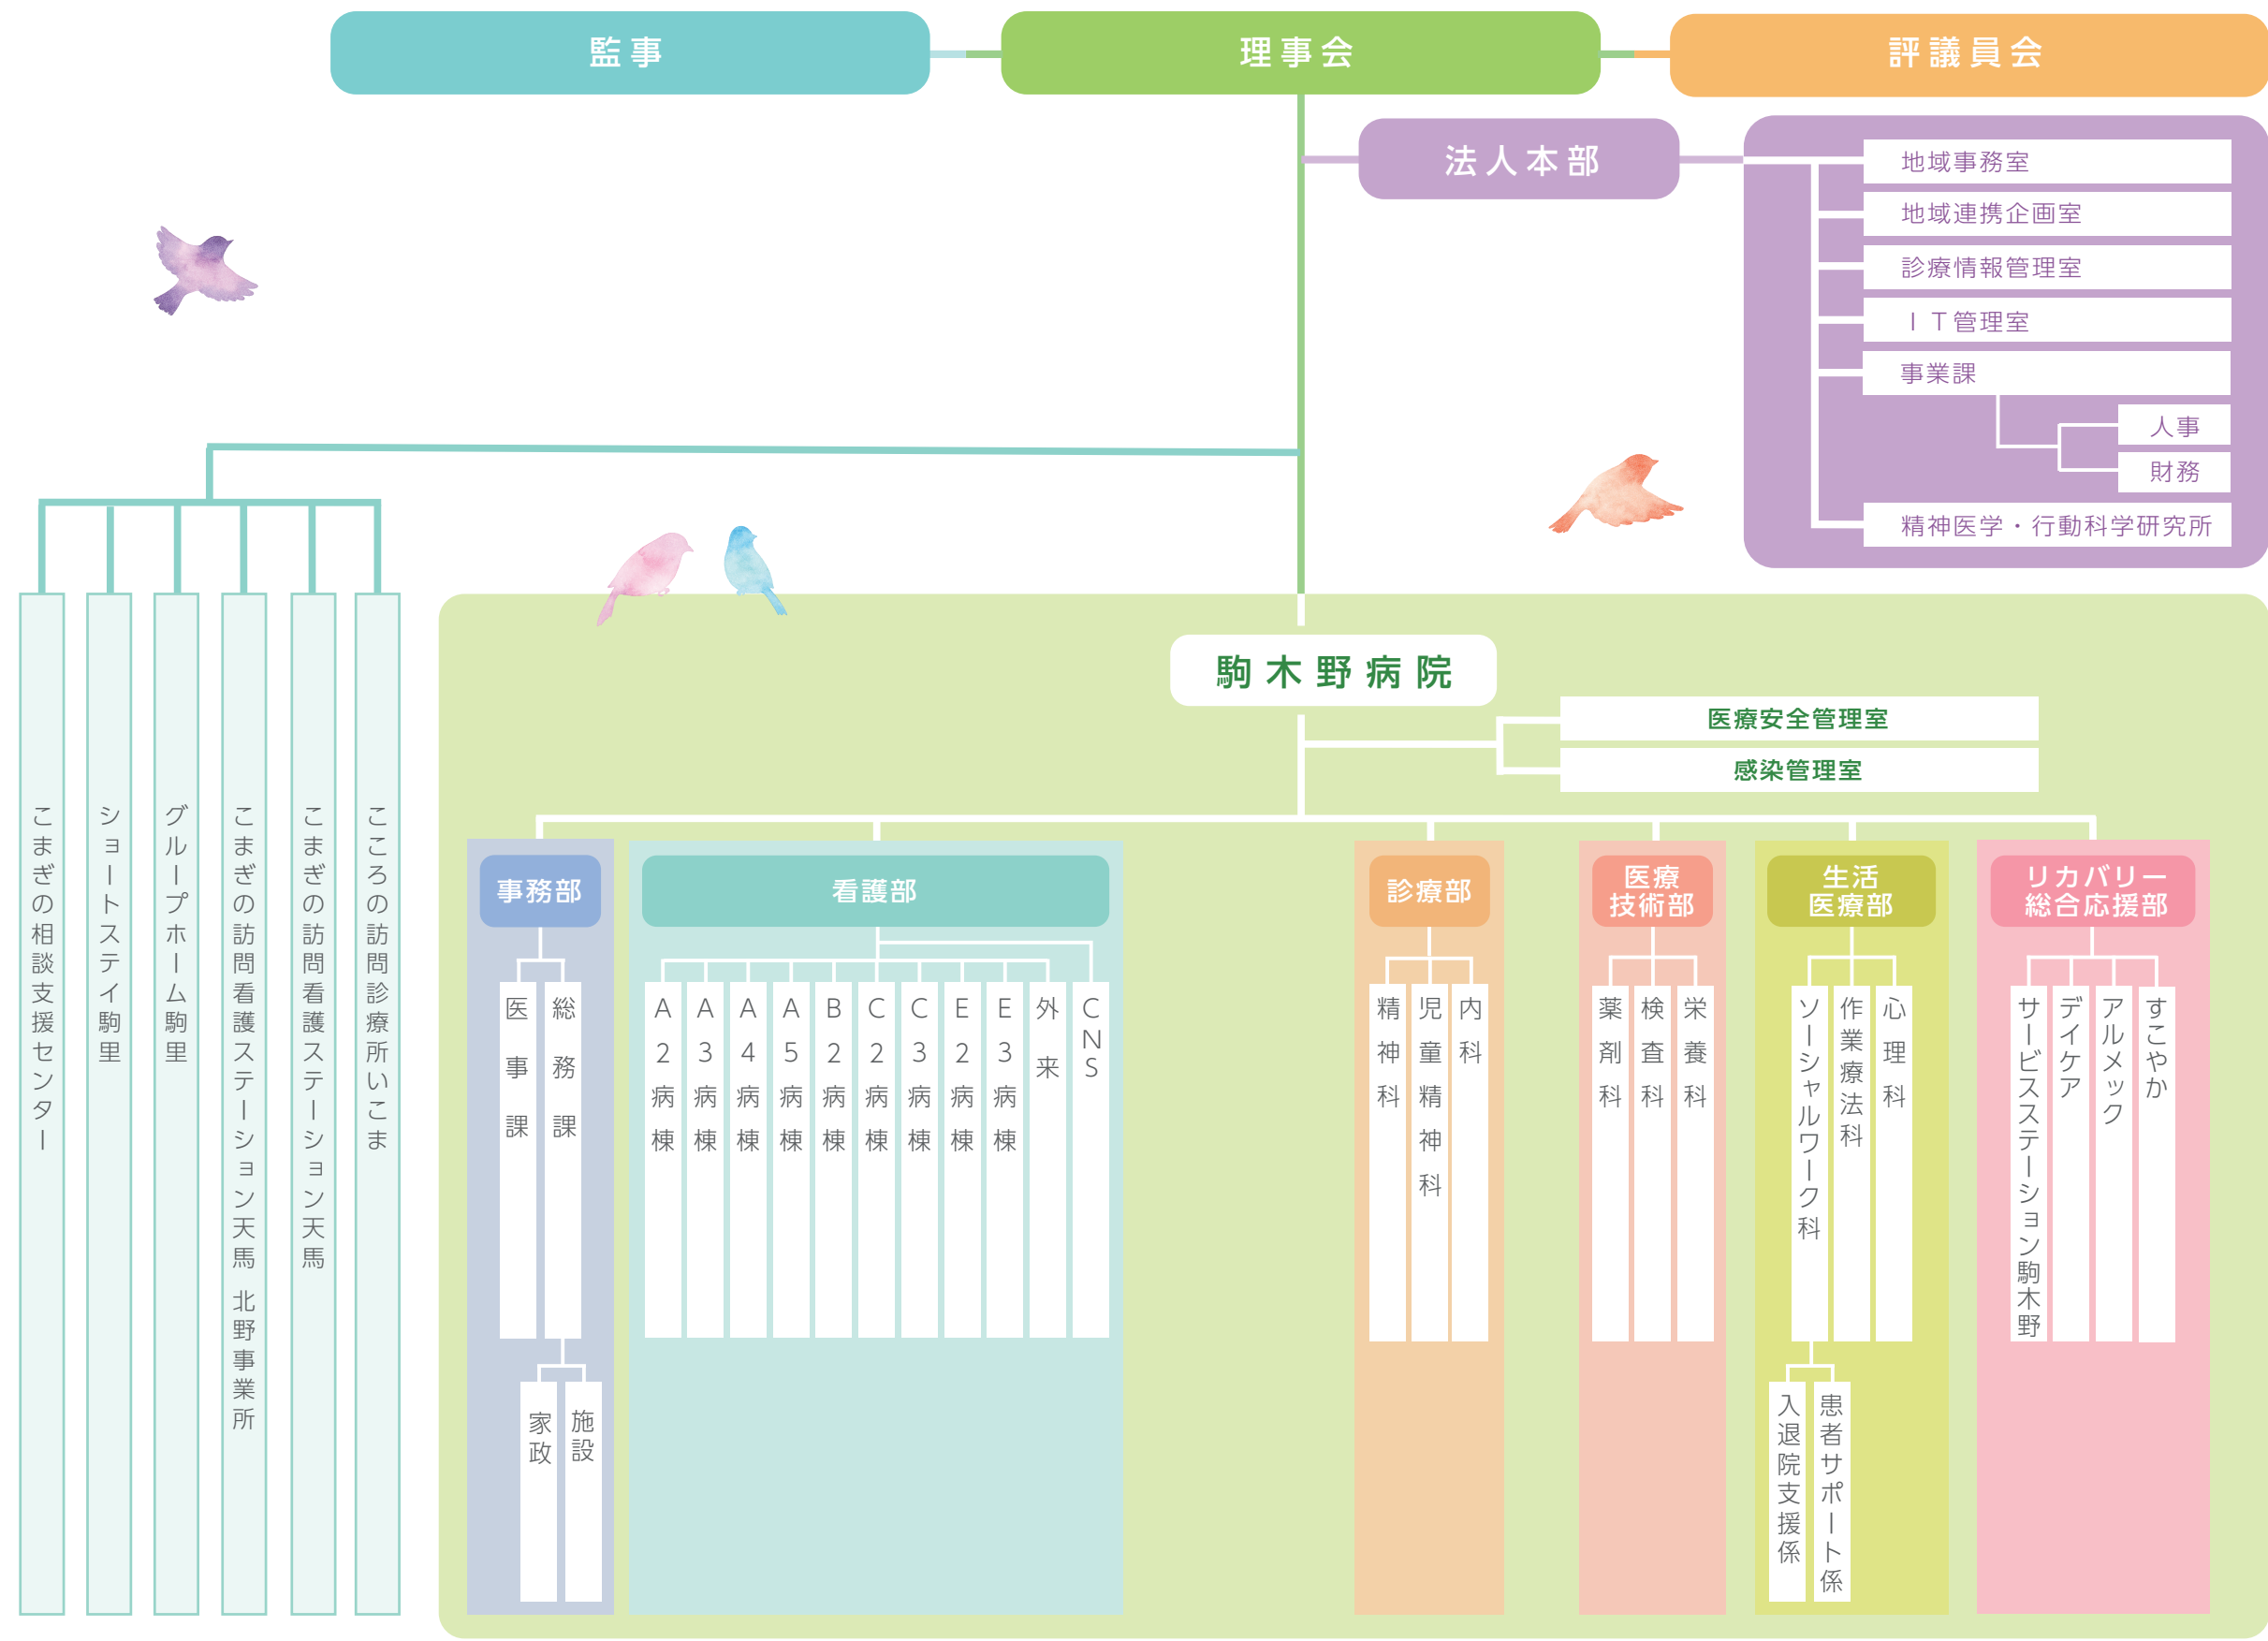 監事
理事会
評議員会
法人本部
地域事務室
地域連携企画室
診療情報管理室
ＩＴ管理室
事業課
人事
財務
精神医学・行動科学研究所
こまぎの相談支援センター
ショートステイ駒里
グループホーム駒里
こまぎの訪問看護ステーション天馬 北野事業所
こまぎの訪問看護ステーション天馬
こころの訪問診療所いこま
駒木野病院
医療安全管理室
感染管理室
事務部
医事課
総務課
家政
施設
看護部
A2病棟
A3病棟
A4病棟
A5病棟
B2病棟
C2病棟
C3病棟
E2病棟
E3病棟
外来
CNS
診療部
精神科
児童精神科
内科
医療
技術部
薬剤科
検査科
栄養科
生活
医療部
ソーシャルワーク科
作業療法科
心理科
入退院支援係
患者サポート係
リカバリー
総合応援部
サービスステーション駒木野
デイケア
アルメック
すこやか